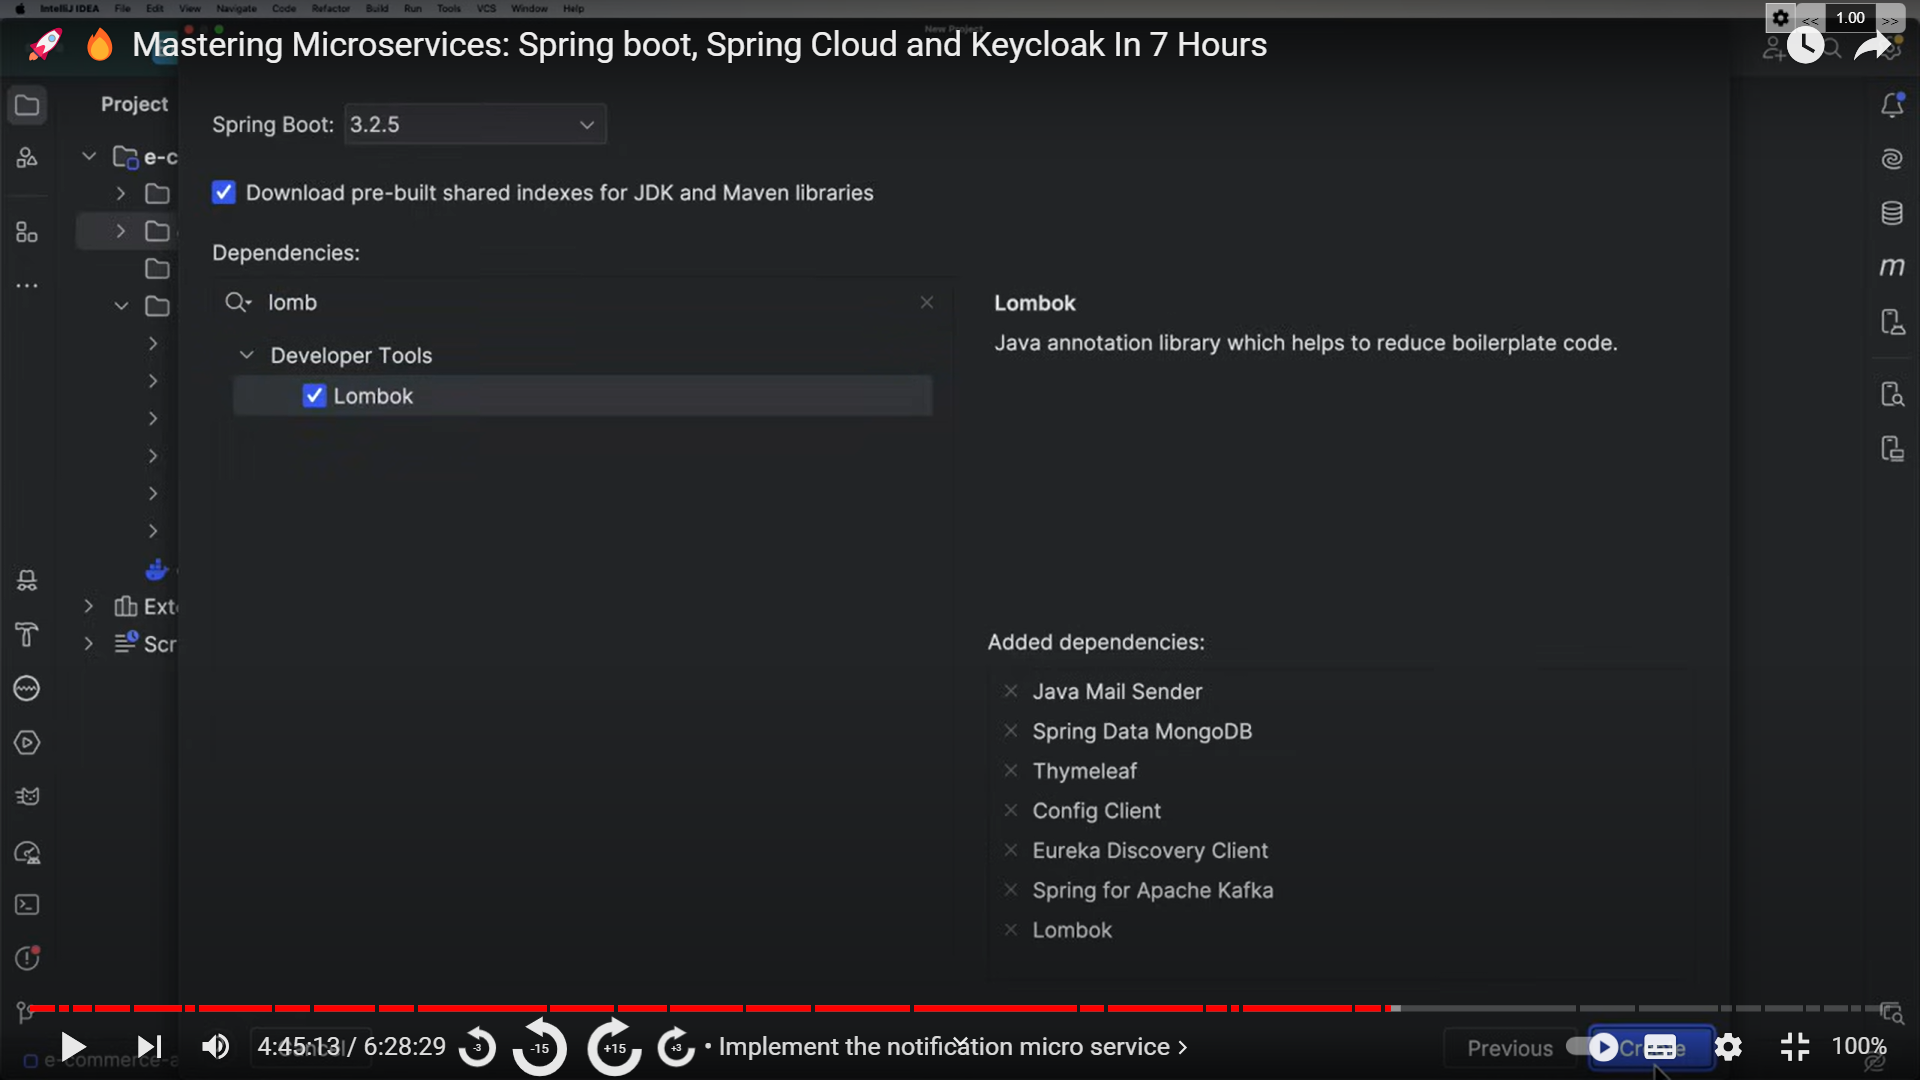 IntelliJ IDEA File Edit View Navigate Code Refactor Build Run Tools VCS Window Help
New Project
<< 1.00 >>
Mastering Microservices: Spring boot, Spring Cloud and Keycloak In 7 Hours
Project
Spring Boot: 3.2.5
e-c
Download pre-built shared indexes for JDK and Maven libraries
Dependencies:
lomb
Lombok
Java annotation library which helps to reduce boilerplate code.
Developer Tools
Lombok
Ext
Scr
Added dependencies:
Java Mail Sender
Spring Data MongoDB
Thymeleaf
Config Client
Eureka Discovery Client
Spring for Apache Kafka
Lombok
4:45:13 / 6:28:29
-3
-15
+15
+3
• Implement the notification micro service
Previous
100%
e-commerce-a